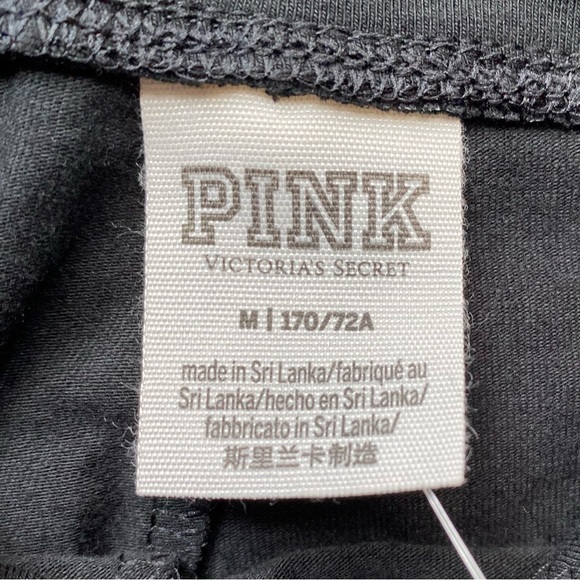 PINK
VICTORIA'S SECRET
M | 170/72A
made in Sri Lanka/fabriqué au
Sri Lanka/hecho en Sri Lanka/
fabbricato in Sri Lanka/
斯里兰卡制造